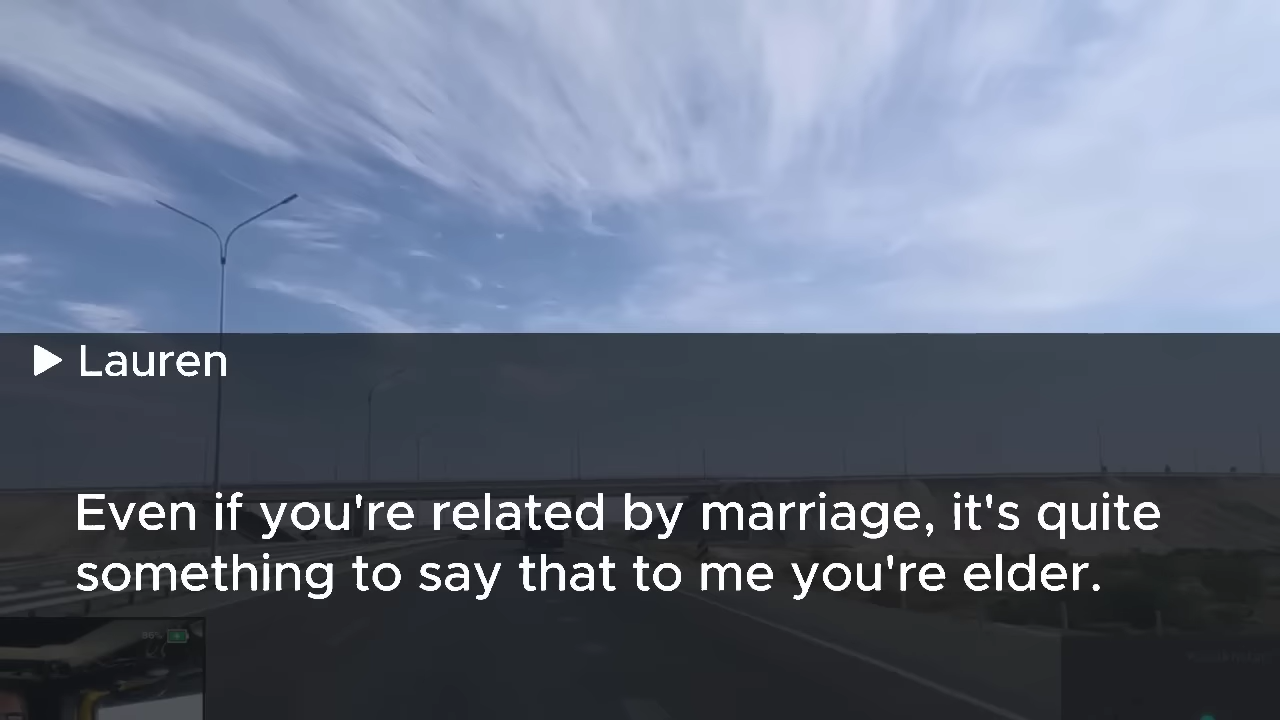 Lauren
Even if you're related by marriage, it's quite
something to say that to me you're elder.
86%